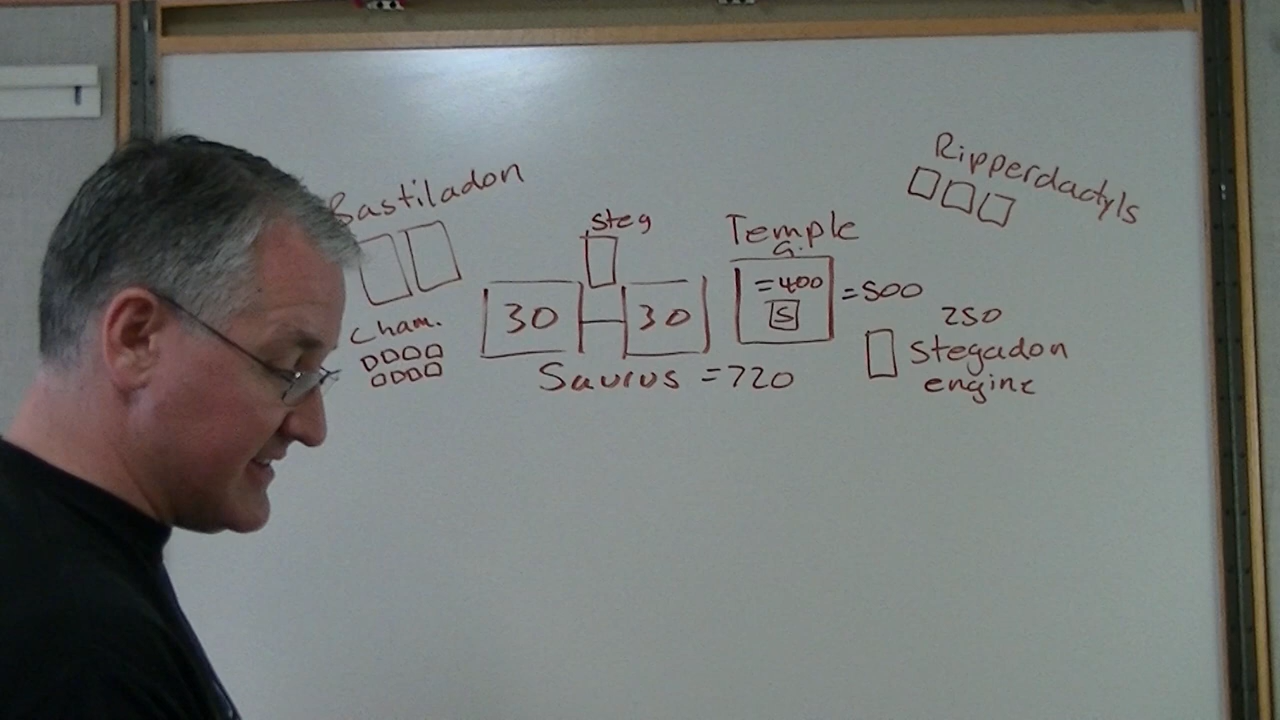 Bastiladon
Cham.
steg
30
30
Saurus = 720
Temple
G.
= 400
S
= 500
Ripperdactyls
250
Stegadon
engine